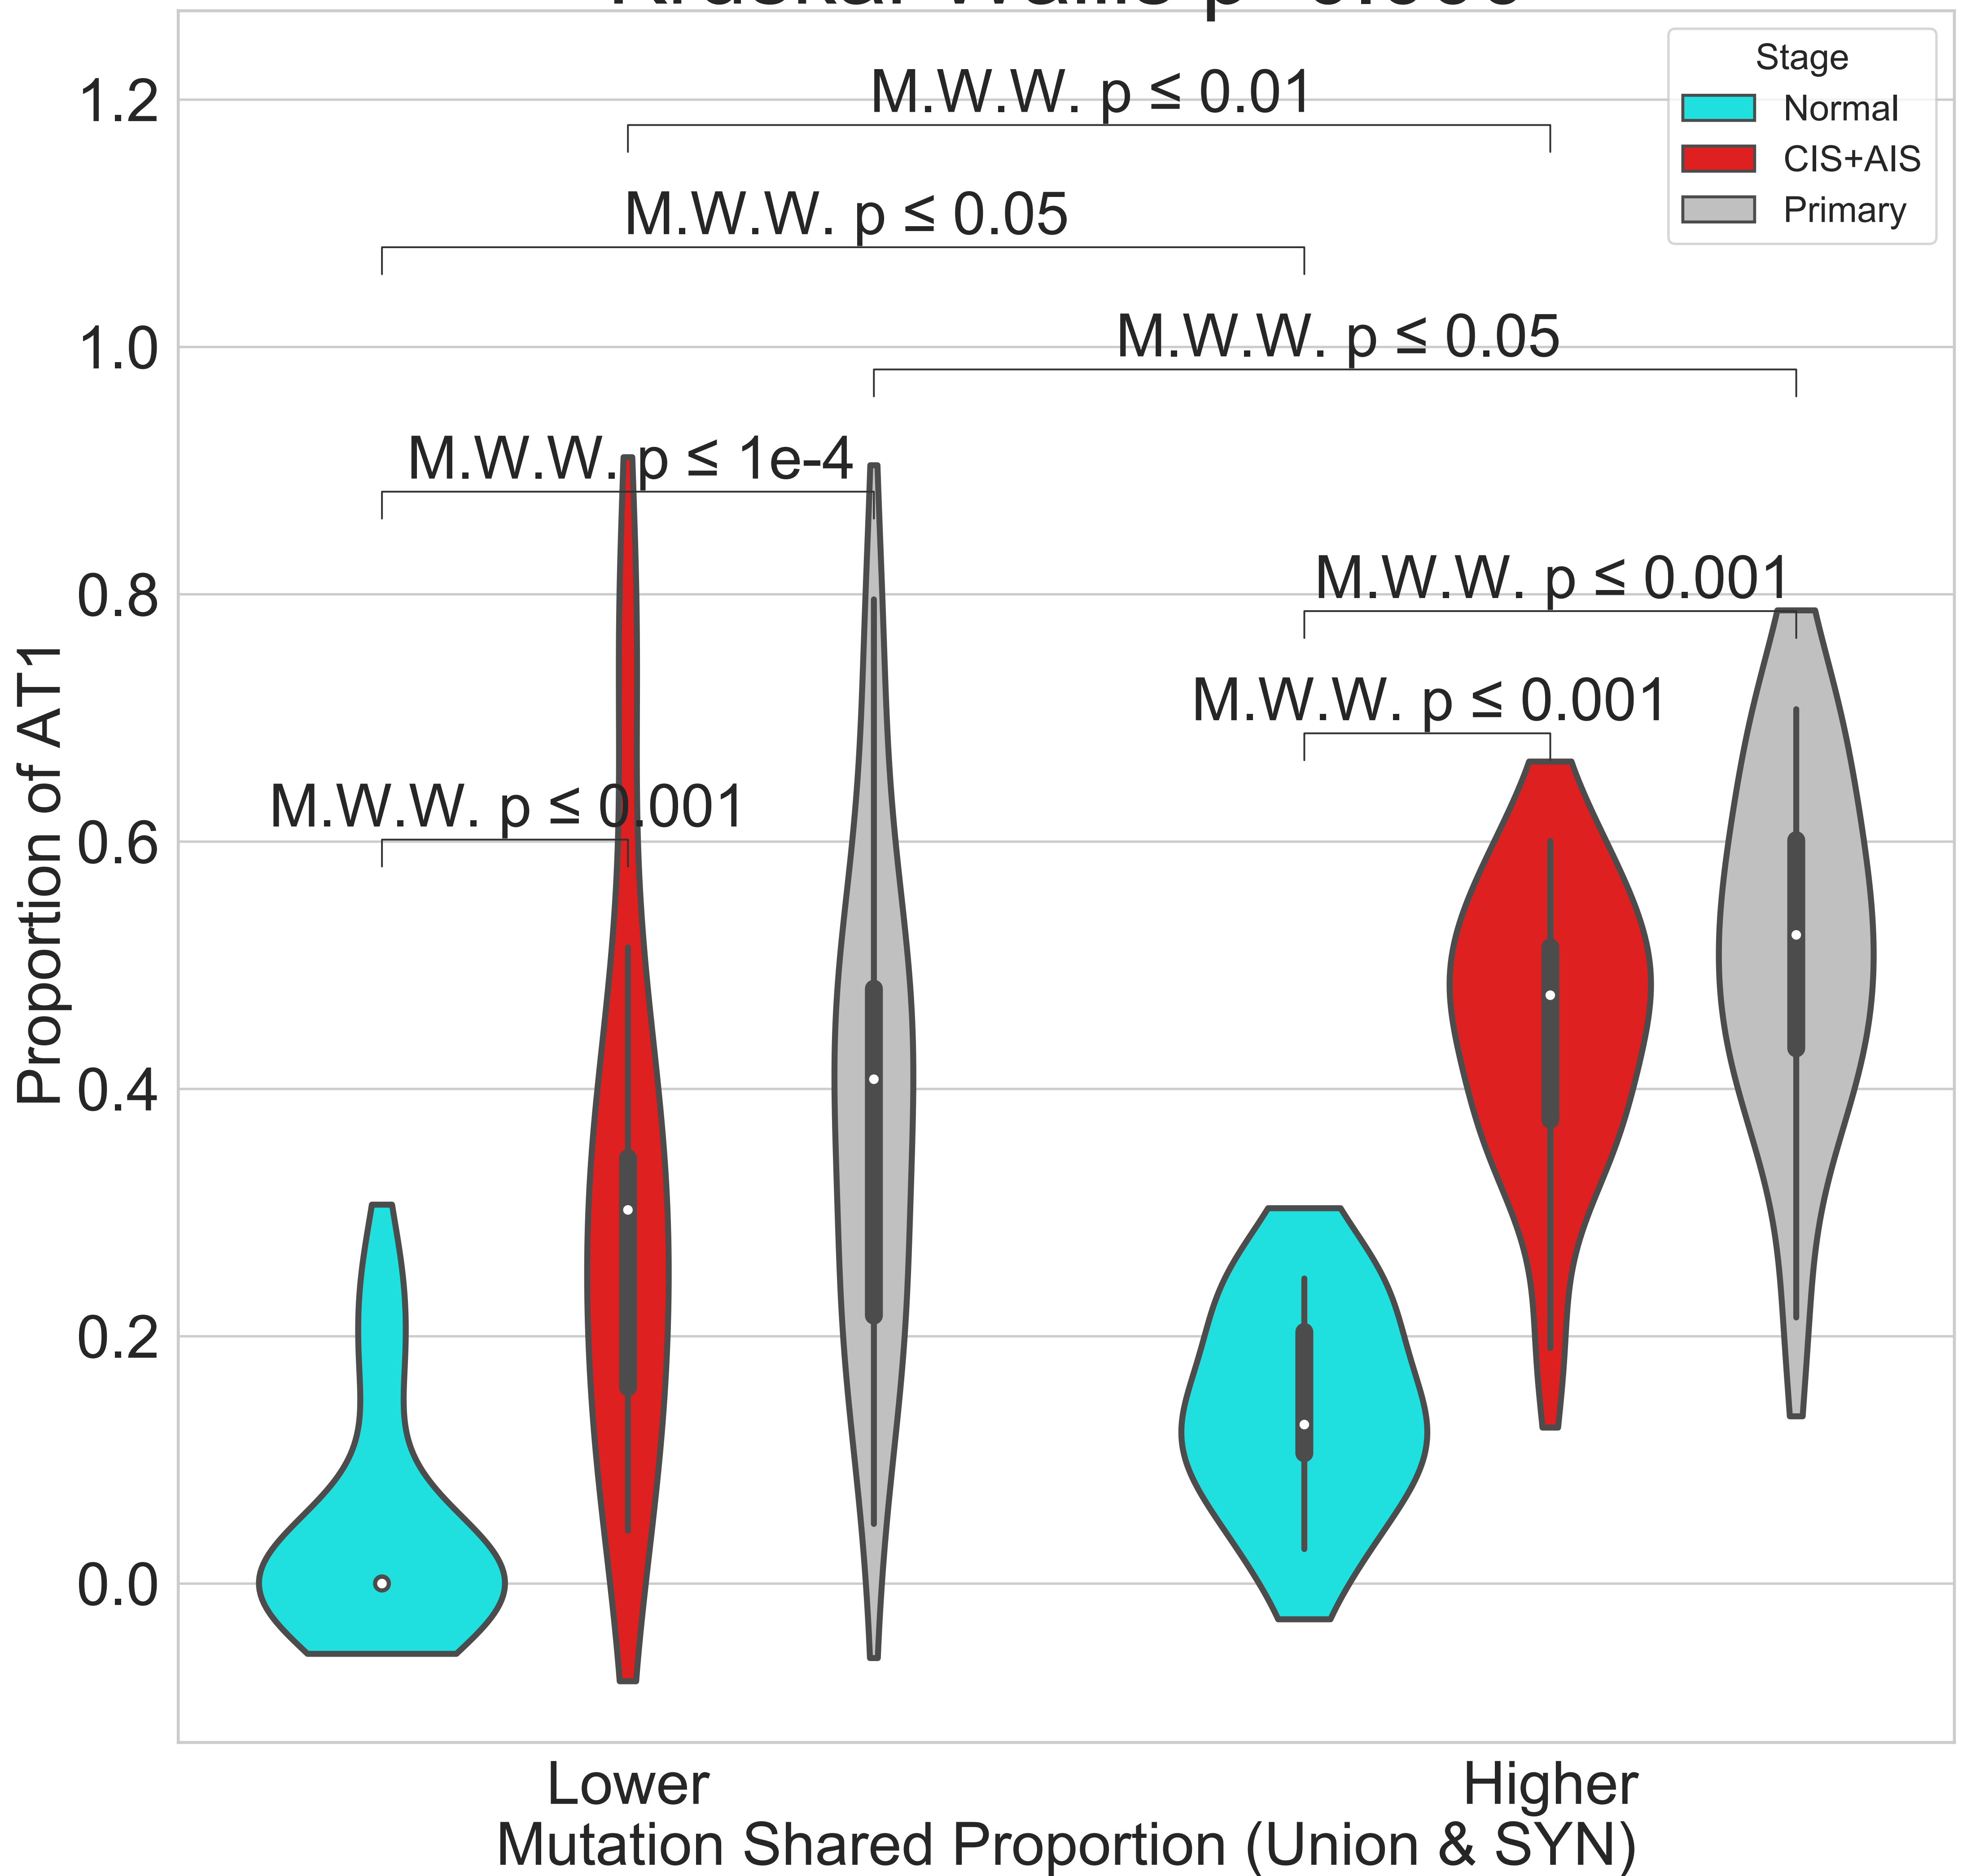 Stage
Normal
CIS+AIS
Primary
M.W.W. p ≤ 0.01
M.W.W. p ≤ 0.05
M.W.W. p ≤ 0.05
M.W.W. p ≤ 1e-4
M.W.W. p ≤ 0.001
M.W.W. p ≤ 0.001
M.W.W. p ≤ 0.001
1.2
1.0
0.8
0.6
0.4
0.2
0.0
Proportion of AT1
Lower
Higher
Mutation Shared Proportion (Union & SYN)